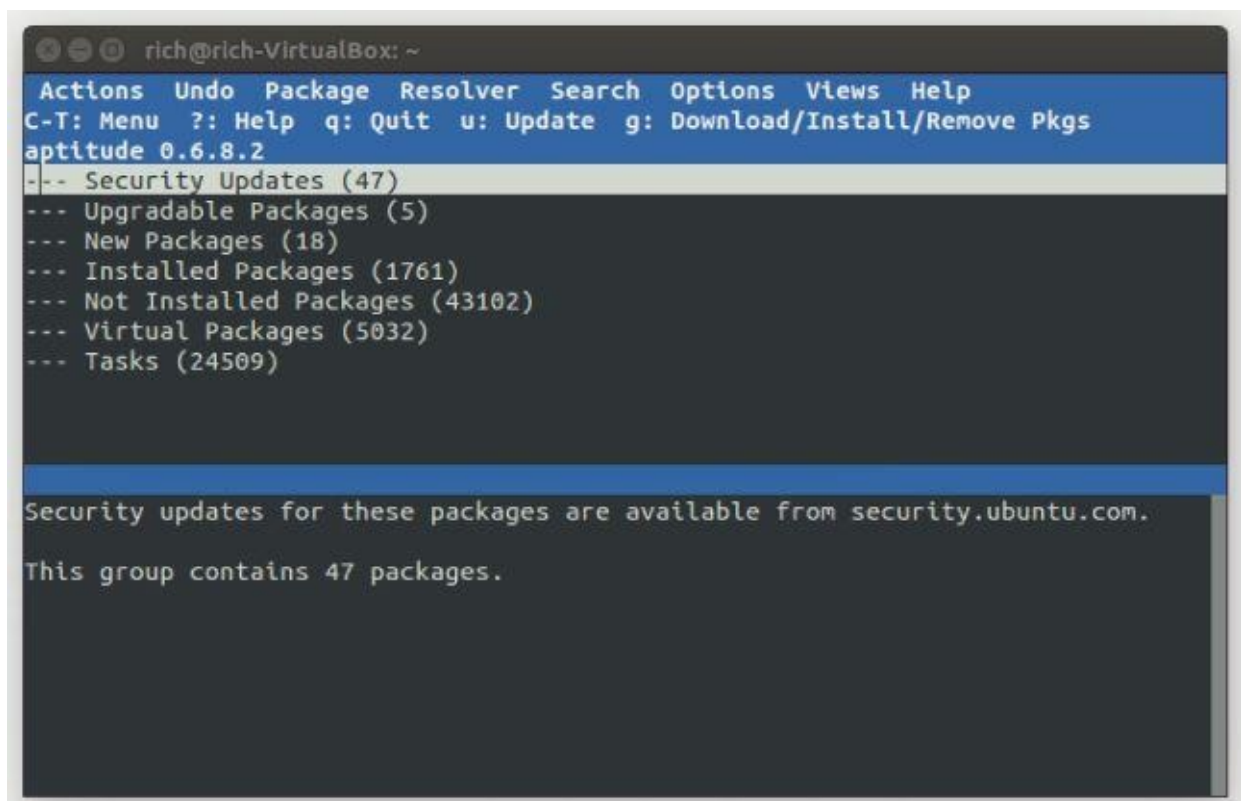 rich@rich-VirtualBox: ~
Actions Undo Package Resolver Search Options Views Help
C-T: Menu ?: Help q: Quit u: Update g: Download/Install/Remove Pkgs
aptitude 0.6.8.2
--- Security Updates (47)
--- Upgradable Packages (5)
--- New Packages (18)
--- Installed Packages (1761)
--- Not Installed Packages (43102)
--- Virtual Packages (5032)
--- Tasks (24509)
Security updates for these packages are available from security.ubuntu.com.
This group contains 47 packages.